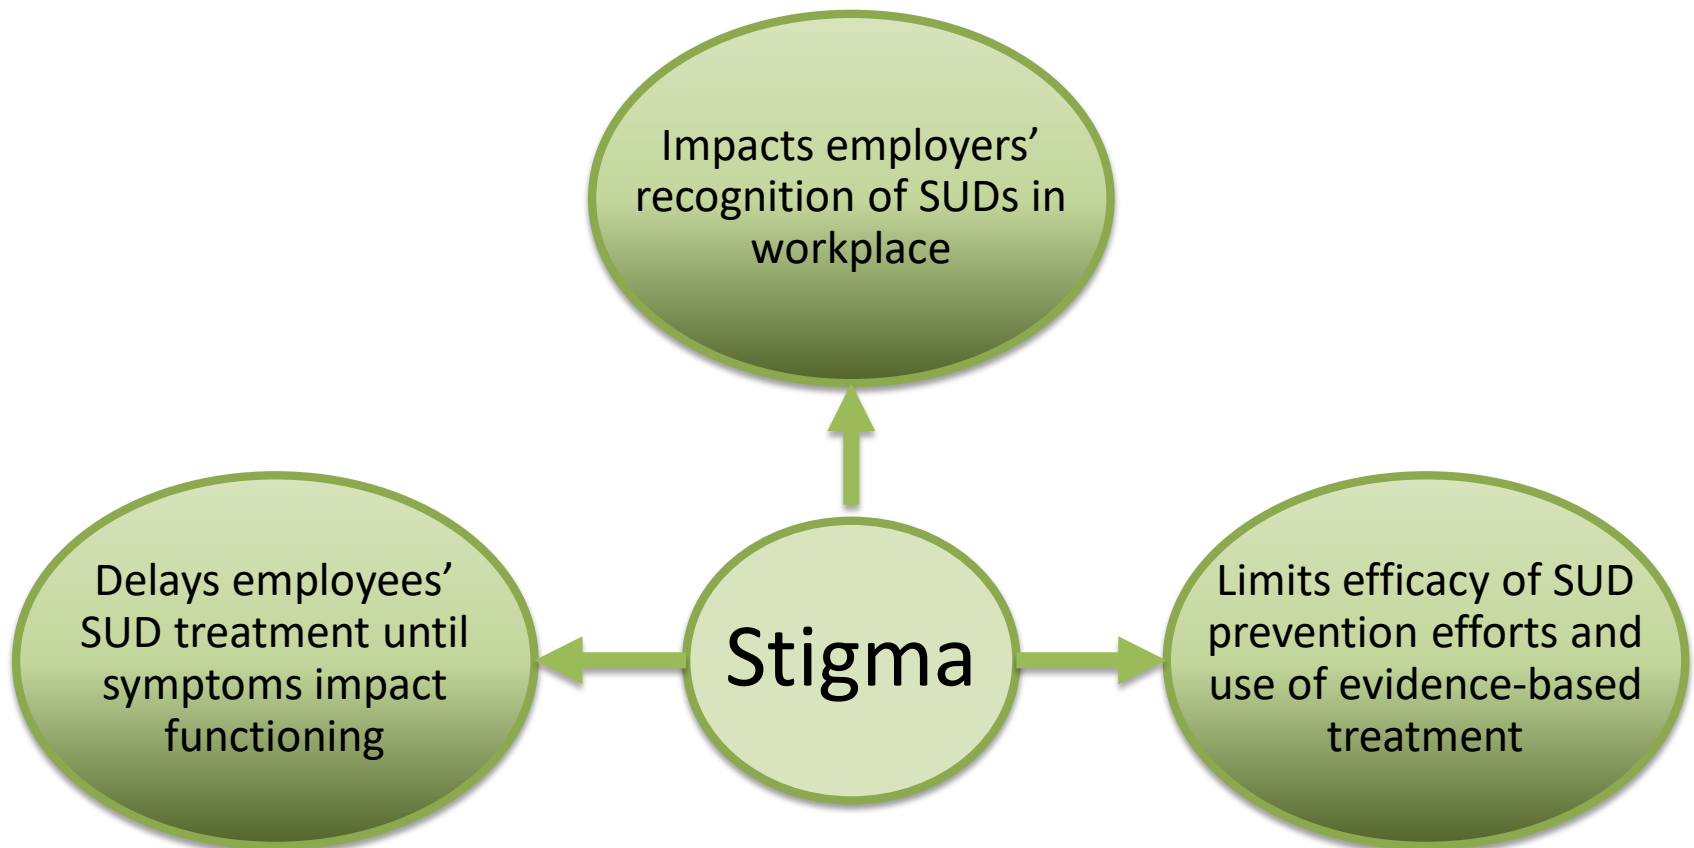 Impacts employers’
recognition of SUDs in
workplace
Delays employees’
SUD treatment until
symptoms impact
functioning
Stigma
Limits efficacy of SUD
prevention efforts and
use of evidence-based
treatment